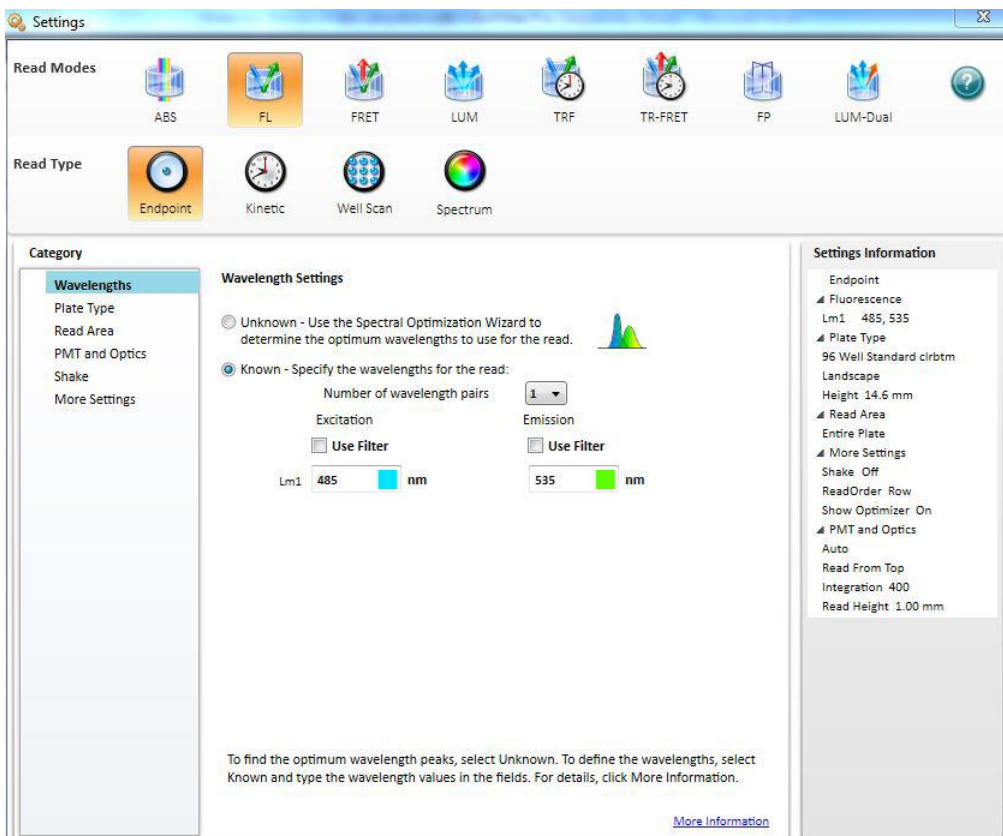 Settings
Read Modes
ABS
FL
FRET
LUM
TRF
TR-FRET
FP
LUM-Dual
?
Read Type
Endpoint
Kinetic
Well Scan
Spectrum
Category
Wavelengths
Plate Type
Read Area
PMT and Optics
Shake
More Settings
Wavelength Settings
Unknown - Use the Spectral Optimization Wizard to
determine the optimum wavelengths to use for the read.
Known - Specify the wavelengths for the read:
Number of wavelength pairs 1
Excitation Emission
Use Filter Use Filter
Lm1 485 nm 535 nm
To find the optimum wavelength peaks, select Unknown. To define the wavelengths, select
Known and type the wavelength values in the fields. For details, click More Information.
More Information
Settings Information
Endpoint
Fluorescence
Lm1 485, 535
Plate Type
96 Well Standard clrbtm
Landscape
Height 14.6 mm
Read Area
Entire Plate
More Settings
Shake Off
ReadOrder Row
Show Optimizer On
PMT and Optics
Auto
Read From Top
Integration 400
Read Height 1.00 mm